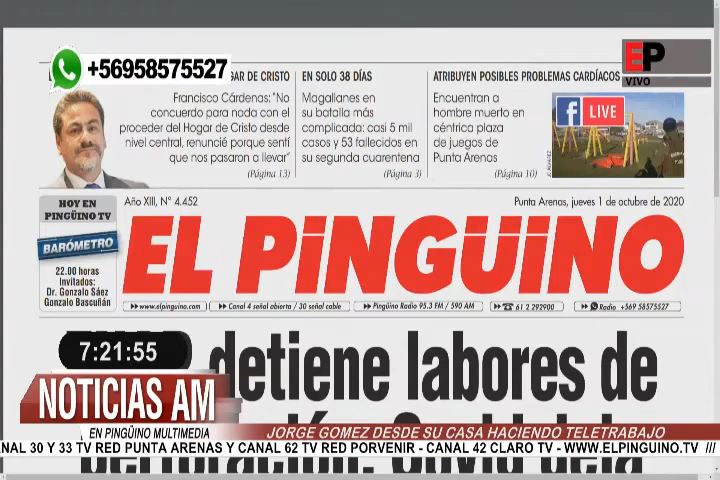 +56958575527
GAR DE CRISTO
Francisco Cárdenas: "No
concuerdo para nada con el
proceder del Hogar de Cristo desde
nivel central, renuncié porque sentí
que nos pasaron a llevar"
(Página 13)
EN SOLO 38 DÍAS
Magallanes en
su batalla más
complicada: casi 5 mil
casos y 53 fallecidos en
su segunda cuarentena
(Página 3)
ATRIBUYEN POSIBLES PROBLEMAS CARDÍACOS
Encuentran a
hombre muerto en
céntrica plaza
de juegos de
Punta Arenas
(Página 10)
f LIVE
EP
VIVO
HOY EN
PINGÜINO TV
BARÓMETRO
22.00 horas
Invitados:
Dr. Gonzalo Sáez
Gonzalo Bascuñán
Año XIII, N° 4.452
Punta Arenas, jueves 1 de octubre de 2020
EL PINGÜINO
www.elpinguino.com
Canal 4 señal abierta / 30 señal cable
Pingüino Radio 95.3 FM / 590 AM
61 2 292900
Radio +569 58575527
7:21:55
detiene labores de
NOTICIAS AM
EN PINGÜINO MULTIMEDIA
JORGE GOMEZ DESDE SU CASA HACIENDO TELETRABAJO
ANAL 30 Y 33 TV RED PUNTA ARENAS Y CANAL 62 TV RED PORVENIR - CANAL 42 CLARO TV - WWW.ELPINGUINO.TV ///